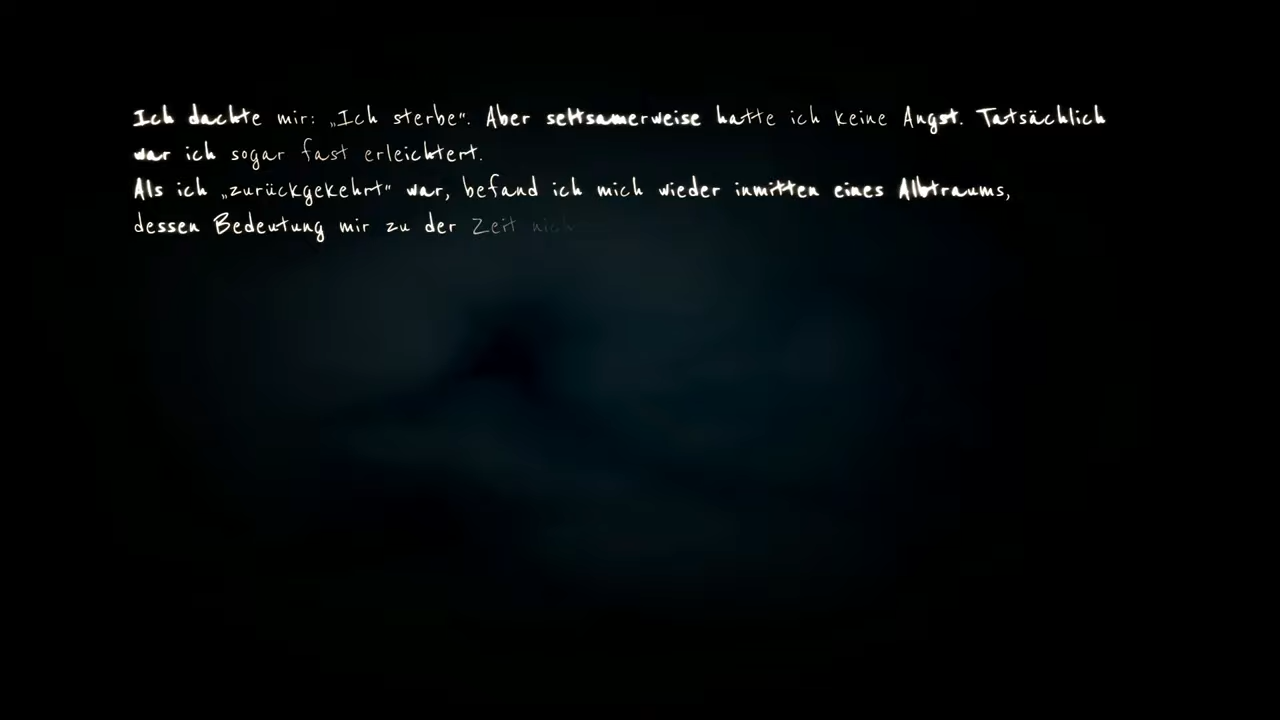 Ich dachte mir: „Ich sterbe“. Aber seltsamerweise hatte ich keine Angst. Tatsächlich
war ich sogar fast erleichtert.
Als ich „zurückgekehrt“ war, befand ich mich wieder inmitten eines Albtraums,
dessen Bedeutung mir zu der Zeit